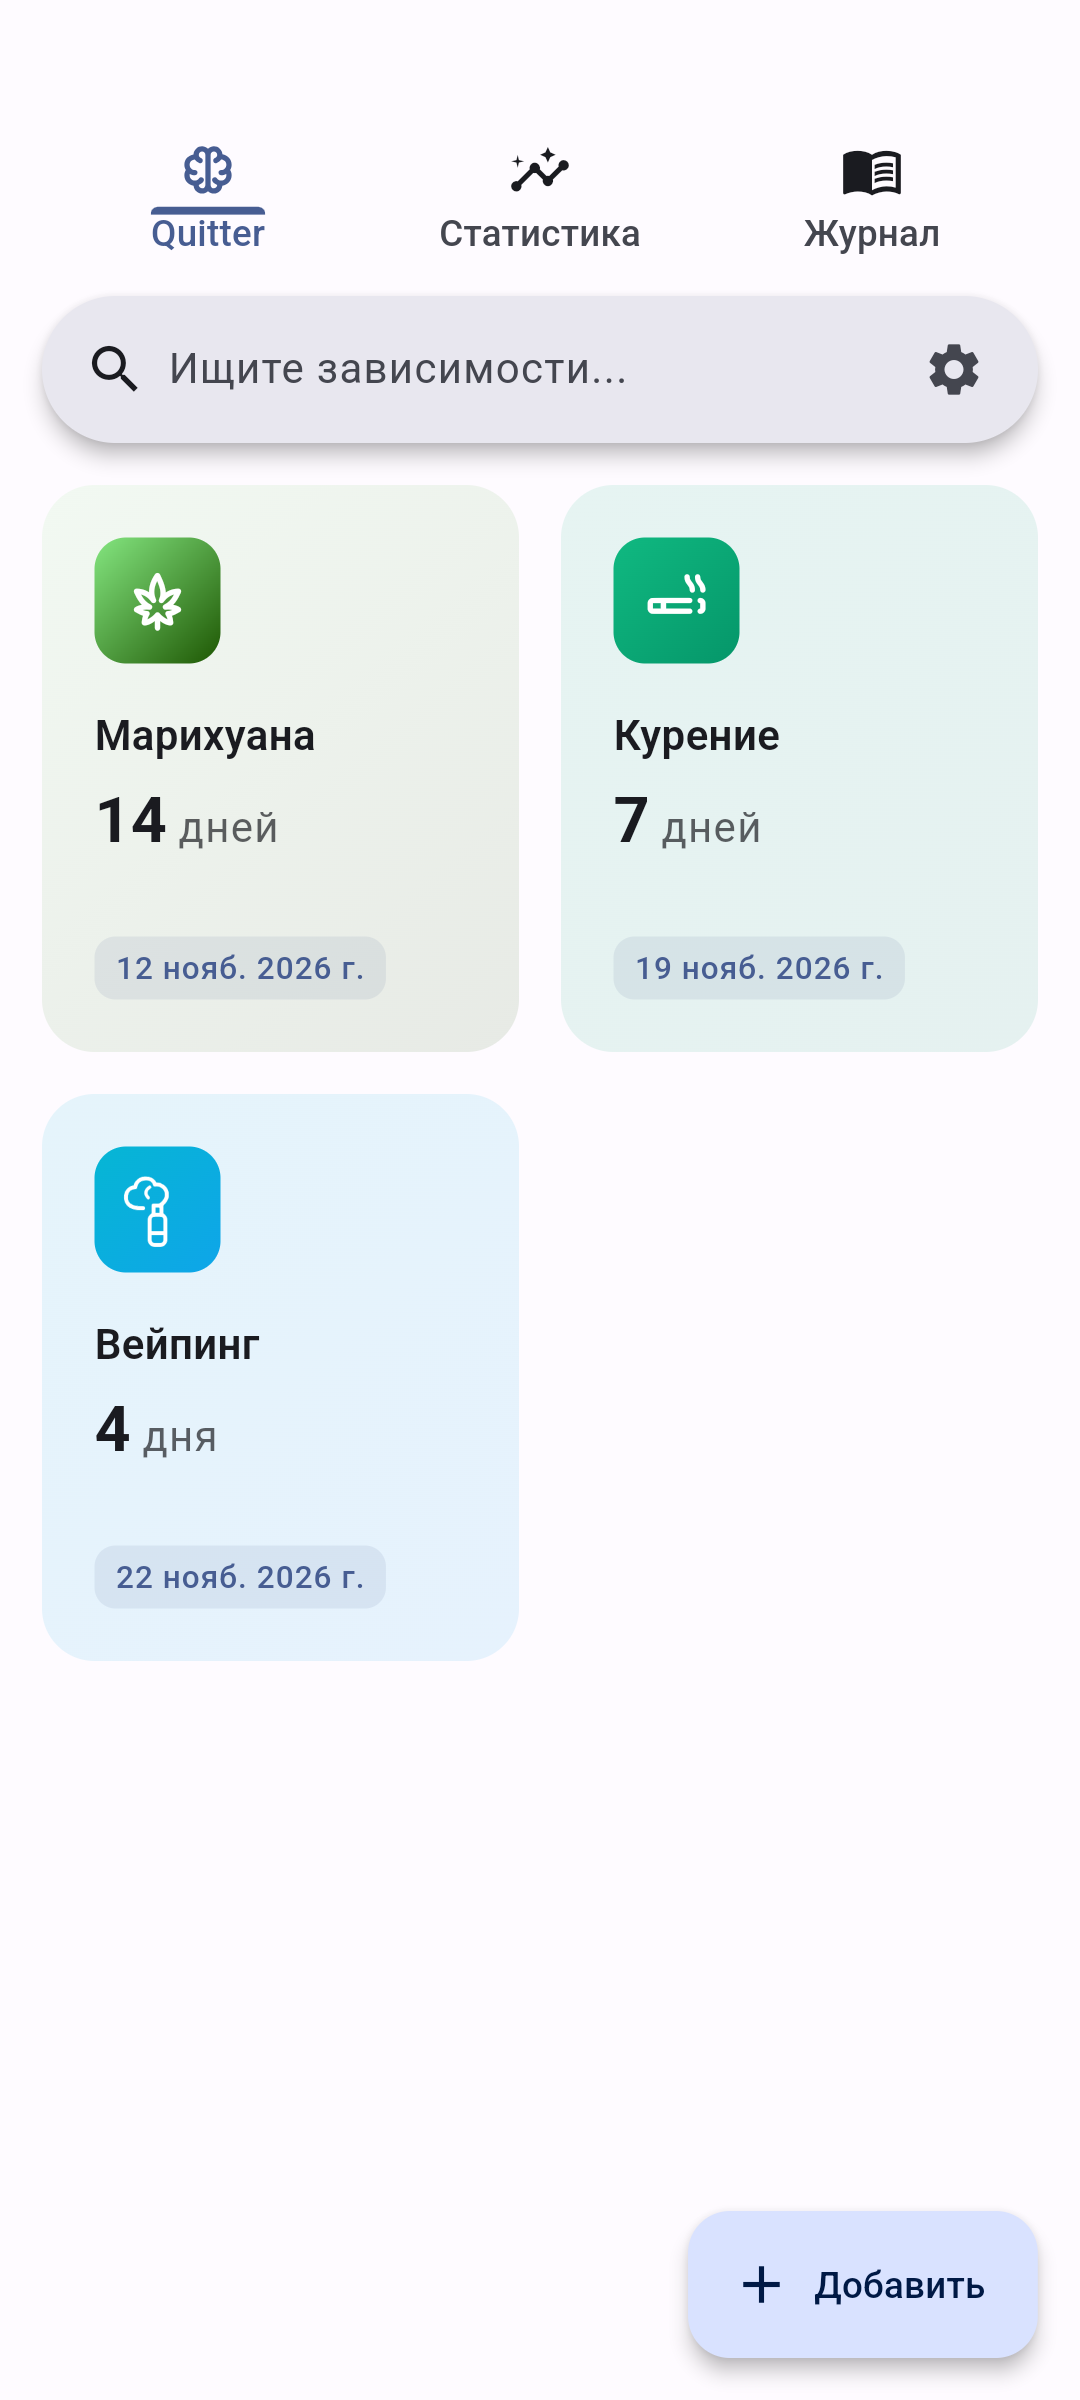 Quitter
Статистика
Журнал
Ищите зависимости...
Марихуана
14 дней
12 нояб. 2026 г.
Курение
7 дней
19 нояб. 2026 г.
Вейпинг
4 дня
22 нояб. 2026 г.
Добавить